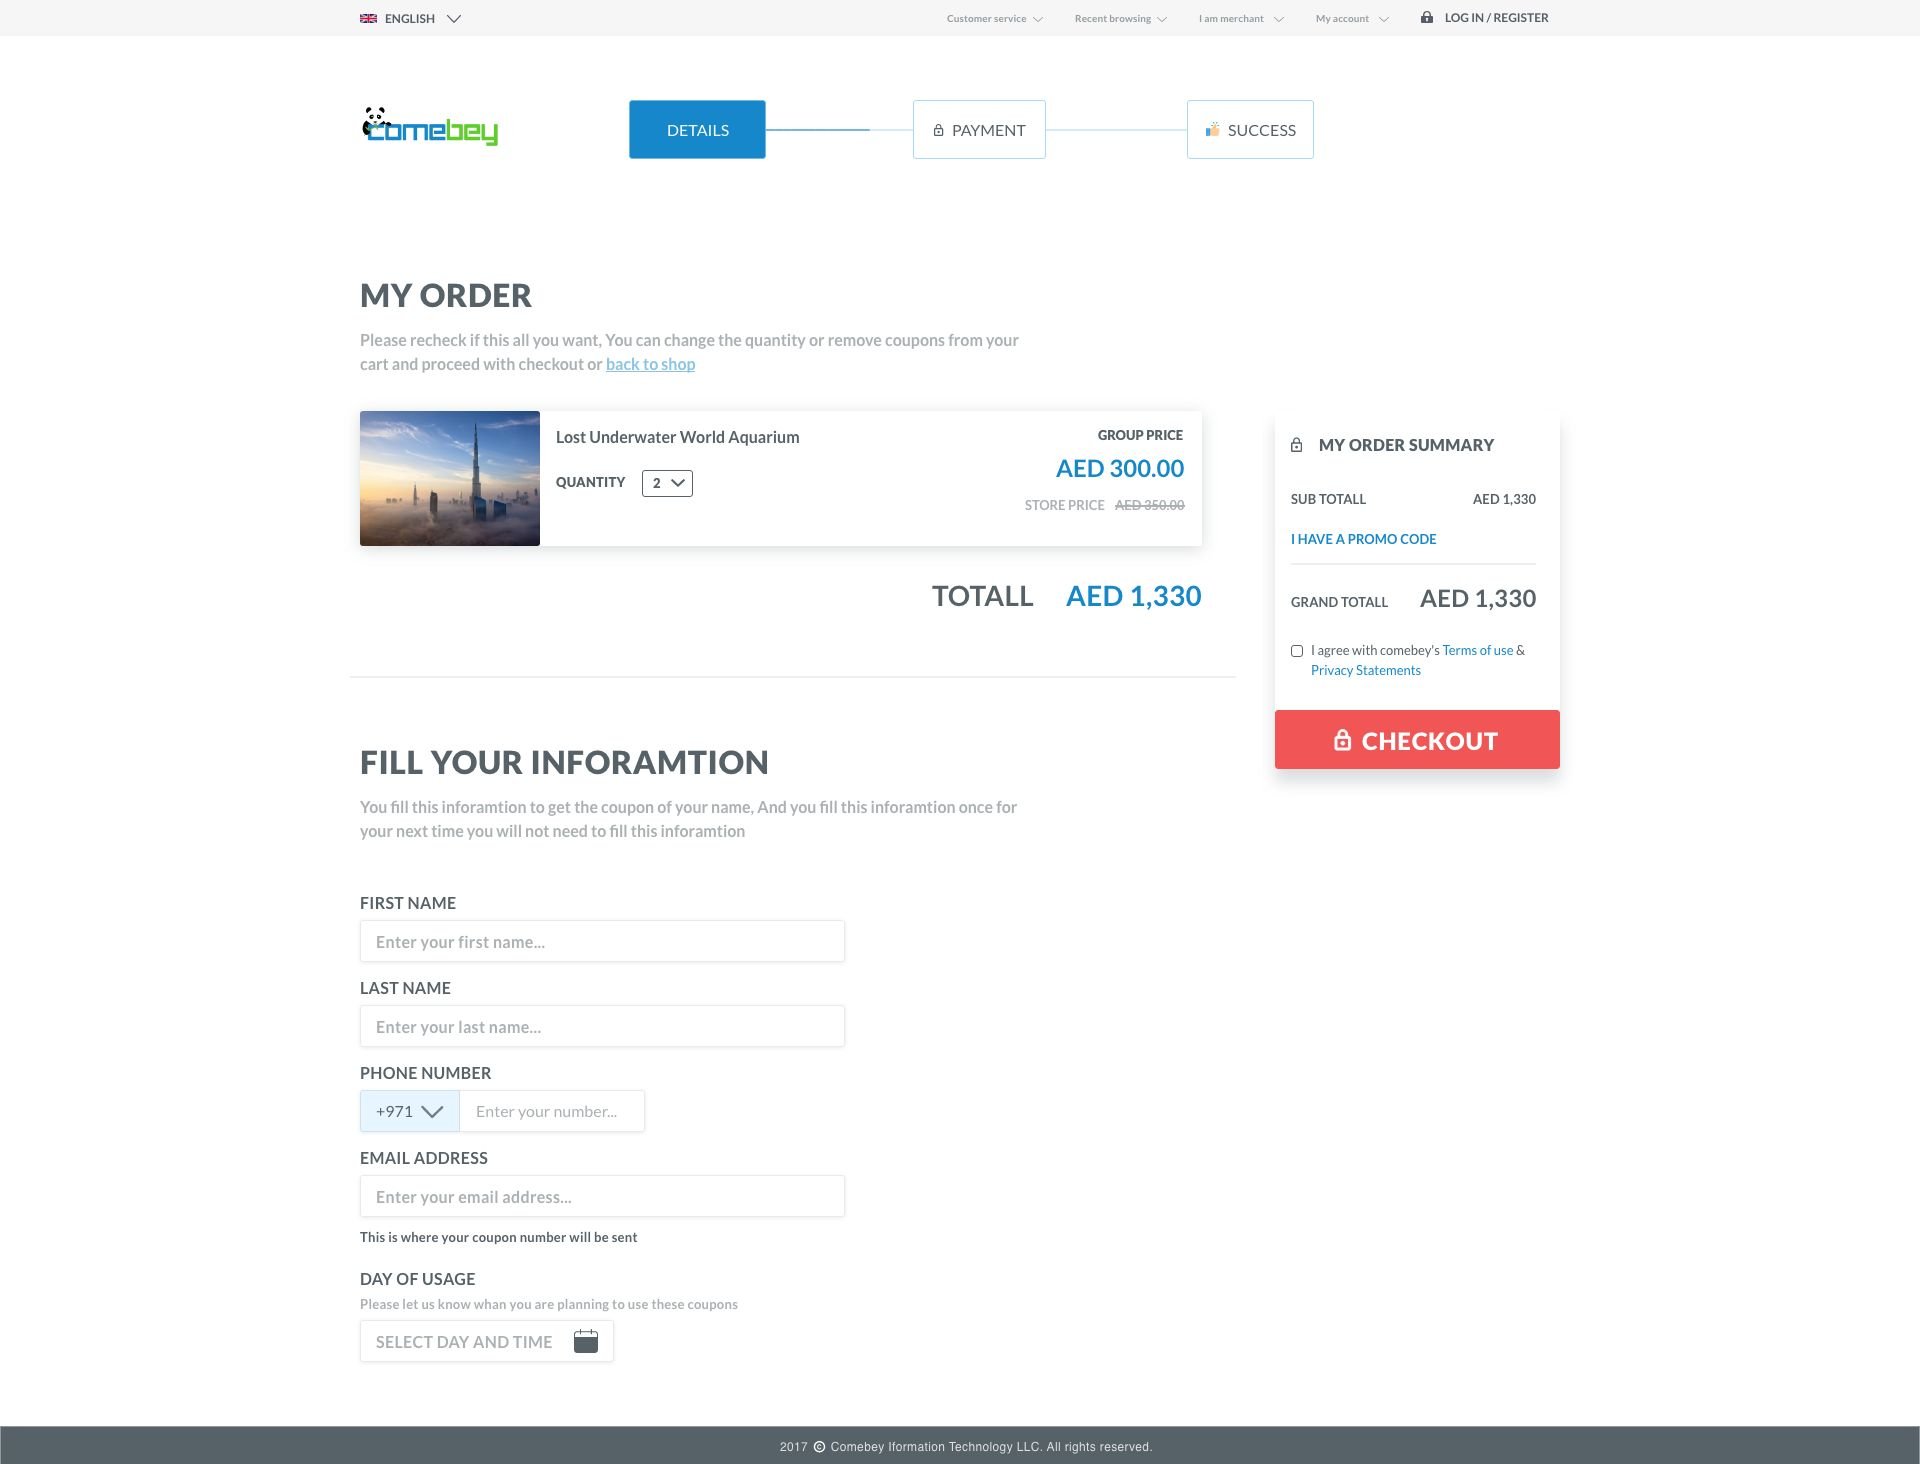 ENGLISH
Customer service
Recent browsing
I am merchant
My account
LOG IN / REGISTER
comebey
DETAILS
PAYMENT
SUCCESS
MY ORDER
Please recheck if this all you want, You can change the quantity or remove coupons from your
cart and proceed with checkout or back to shop
Lost Underwater World Aquarium
QUANTITY 2
GROUP PRICE
AED 300.00
STORE PRICE AED 350.00
TOTALL AED 1,330
MY ORDER SUMMARY
SUB TOTALL AED 1,330
I HAVE A PROMO CODE
GRAND TOTALL AED 1,330
I agree with comebey's Terms of use &
Privacy Statements
CHECKOUT
FILL YOUR INFORAMTION
You fill this inforamtion to get the coupon of your name, And you fill this inforamtion once for
your next time you will not need to fill this inforamtion
FIRST NAME
Enter your first name...
LAST NAME
Enter your last name...
PHONE NUMBER
+971 Enter your number...
EMAIL ADDRESS
Enter your email address...
This is where your coupon number will be sent
DAY OF USAGE
Please let us know whan you are planning to use these coupons
SELECT DAY AND TIME
2017 © Comebey Iformation Technology LLC. All rights reserved.